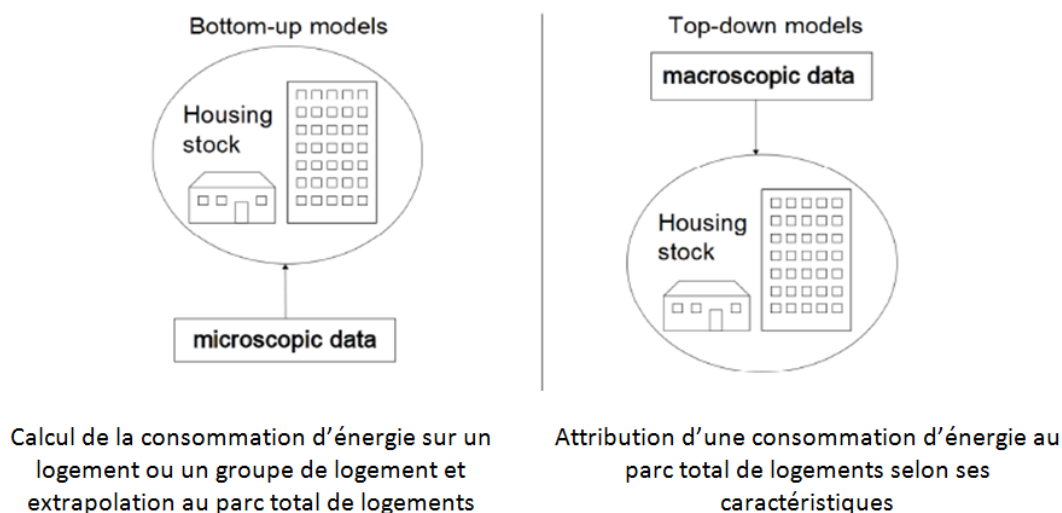 Bottom-up models
Housing
stock
microscopic data
Calcul de la consommation d’énergie sur un
logement ou un groupe de logement et
extrapolation au parc total de logements
Top-down models
macroscopic data
Housing
stock
Attribution d’une consommation d’énergie au
parc total de logements selon ses
caractéristiques